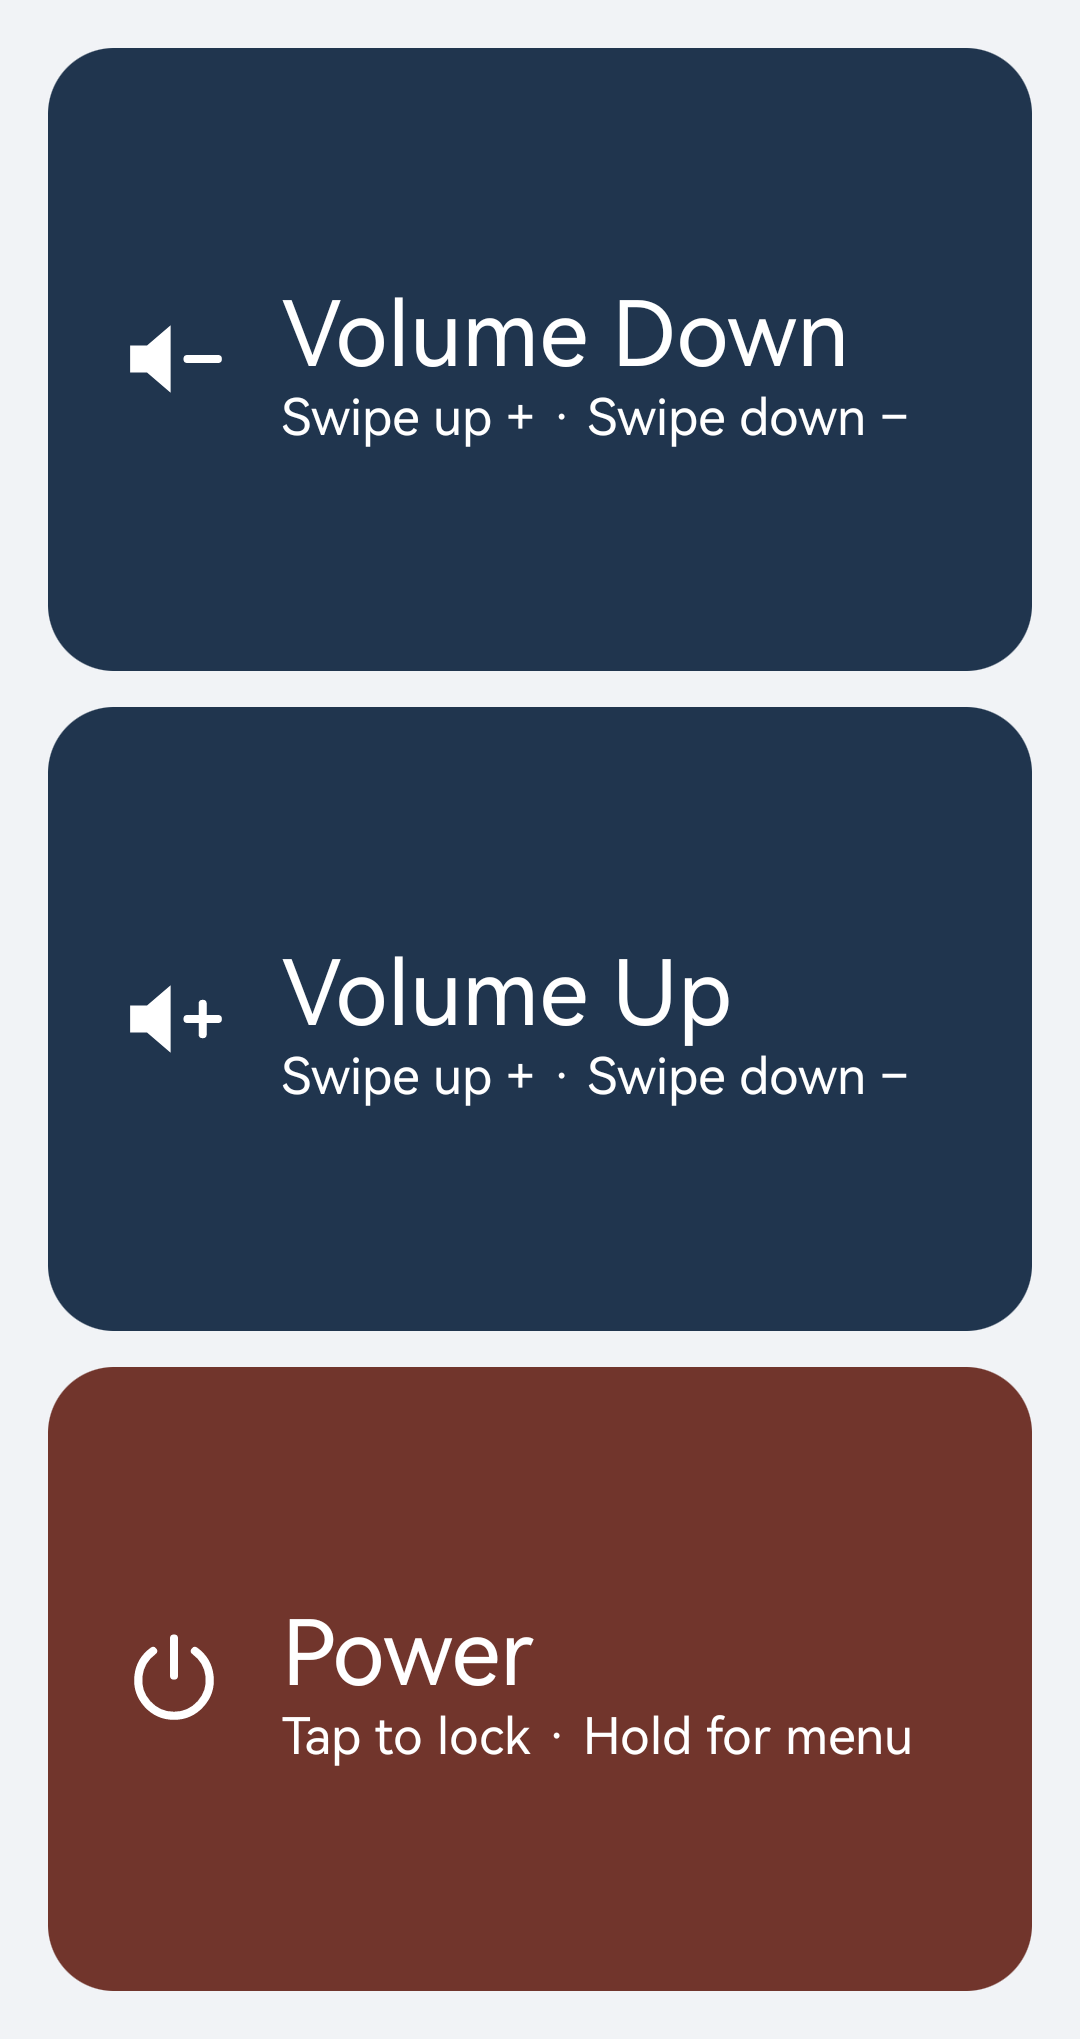 Volume Down
Swipe up + · Swipe down −
Volume Up
Swipe up + · Swipe down −
Power
Tap to lock · Hold for menu